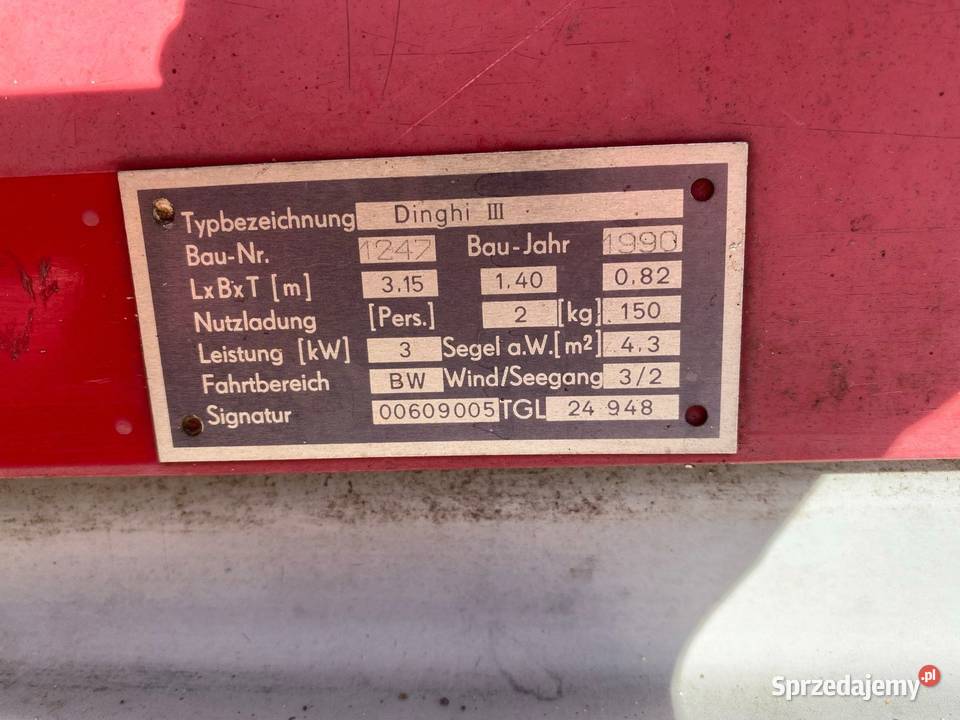 Typbezeichnung Dinghi III
Bau-Nr. 1247 Bau-Jahr 1990
LxBxT [m] 3.15 1.40 0.82
Nutzladung [Pers.] 2 [kg] 150
Leistung [kW] 3 Segel a.W.[m²] 4.3
Fahrtbereich BW Wind/Seegang 3/2
Signatur 00609005 TGL 24 948
Sprzedajemy.pl